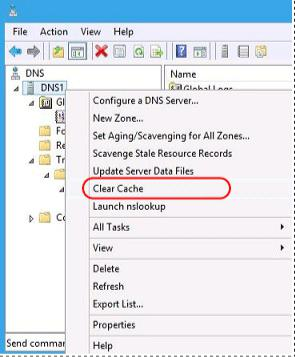 File Action View Help
DNS
DNS1
Name
Gl
Global Logs
Fo
Re
Tr
Co
Configure a DNS Server...
New Zone...
Set Aging/Scavenging for All Zones...
Scavenge Stale Resource Records
Update Server Data Files
Clear Cache
Launch nslookup
All Tasks
View
Delete
Refresh
Export List...
Properties
Help
Send comma